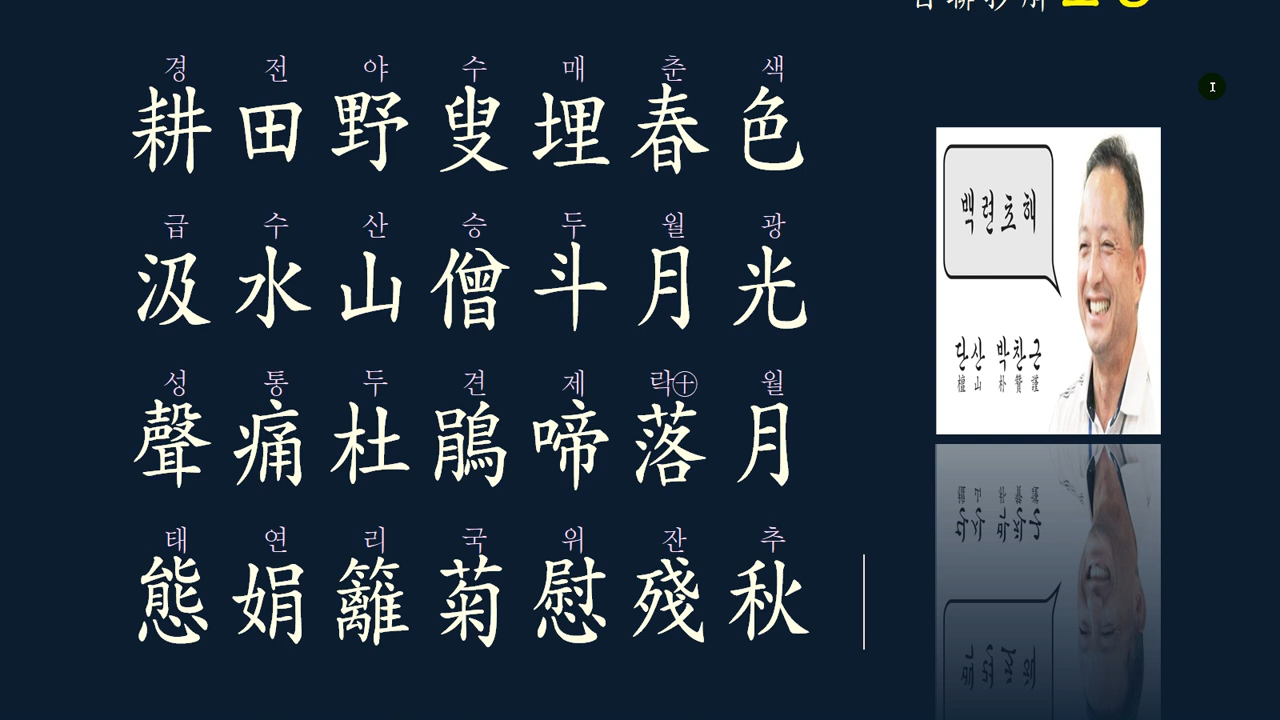 경 전 야 수 매 춘 색
耕 田 野 叟 埋 春 色
급 수 산 승 두 월 광
汲 水 山 僧 斗 月 光
성 통 두 견 제 락㊉ 월
聲 痛 杜 鵑 啼 落 月
태 연 리 국 위 잔 추
態 娟 籬 菊 慰 殘 秋
백련초해
단산 박찬근
檀 山 朴 贊 謹